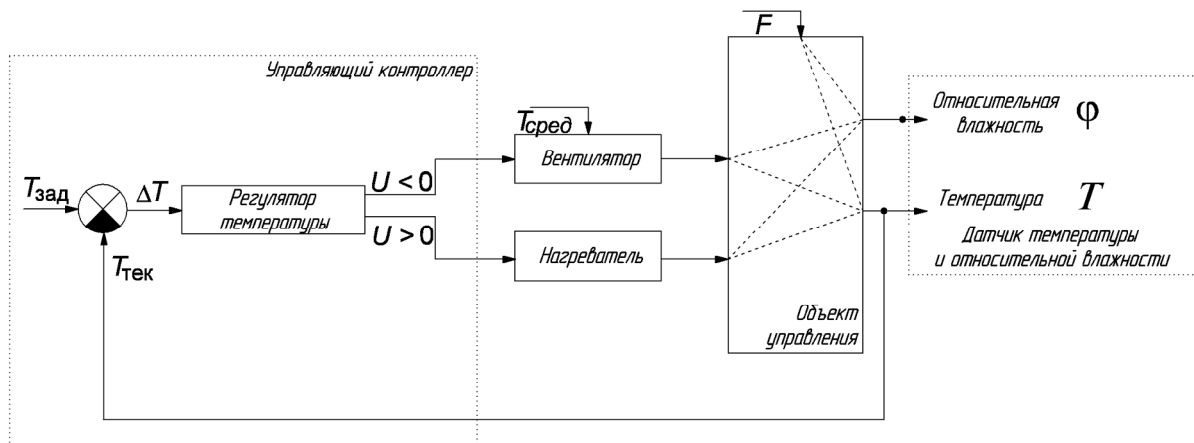 F
Управляющий контроллер
Tсред
Относительная
влажность φ
Вентилятор
Tзад
ΔT
Регулятор
температуры
U < 0
U > 0
Температура T
Tтек
Нагреватель
Датчик температуры
и относительной влажности
Объект
управления